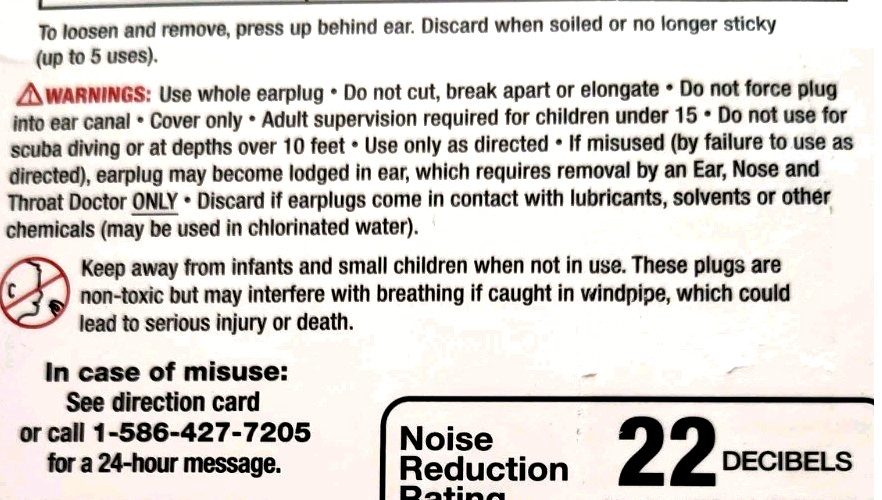 To loosen and remove, press up behind ear. Discard when soiled or no longer sticky
(up to 5 uses).
WARNINGS: Use whole earplug • Do not cut, break apart or elongate • Do not force plug
into ear canal • Cover only • Adult supervision required for children under 15 • Do not use for
scuba diving or at depths over 10 feet • Use only as directed • If misused (by failure to use as
directed), earplug may become lodged in ear, which requires removal by an Ear, Nose and
Throat Doctor ONLY • Discard if earplugs come in contact with lubricants, solvents or other
chemicals (may be used in chlorinated water).
Keep away from infants and small children when not in use. These plugs are
non-toxic but may interfere with breathing if caught in windpipe, which could
lead to serious injury or death.
In case of misuse:
See direction card
or call 1-586-427-7205
for a 24-hour message.
Noise
Reduction
Rating
22 DECIBELS